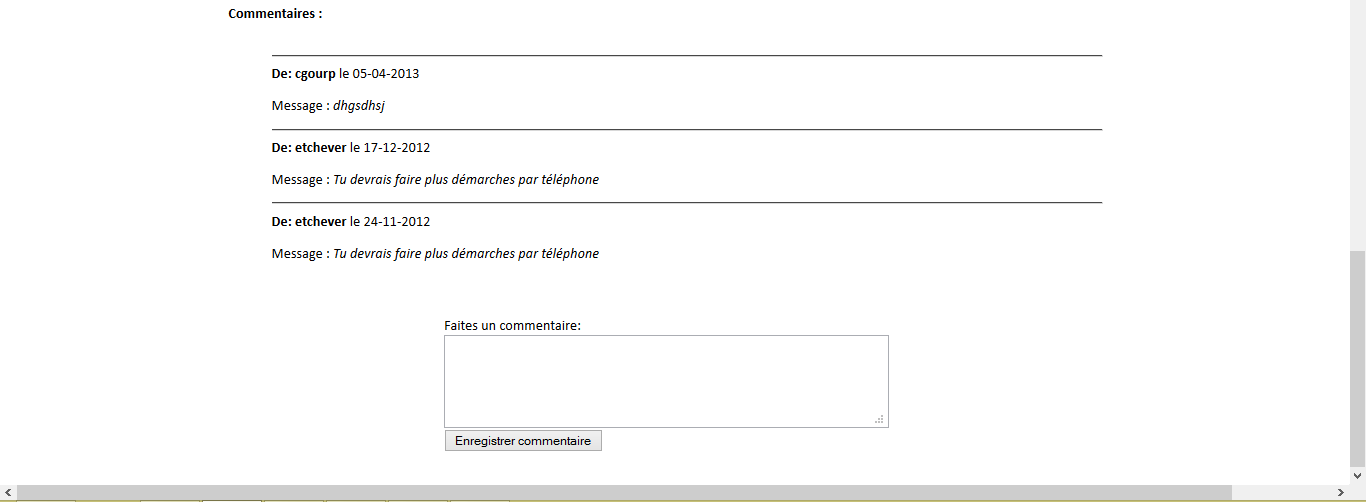 Commentaires :
De: cgourp le 05-04-2013
Message : dhgsdhsj
De: etchever le 17-12-2012
Message : Tu devrais faire plus démarches par téléphone
De: etchever le 24-11-2012
Message : Tu devrais faire plus démarches par téléphone
Faites un commentaire:
Enregistrer commentaire